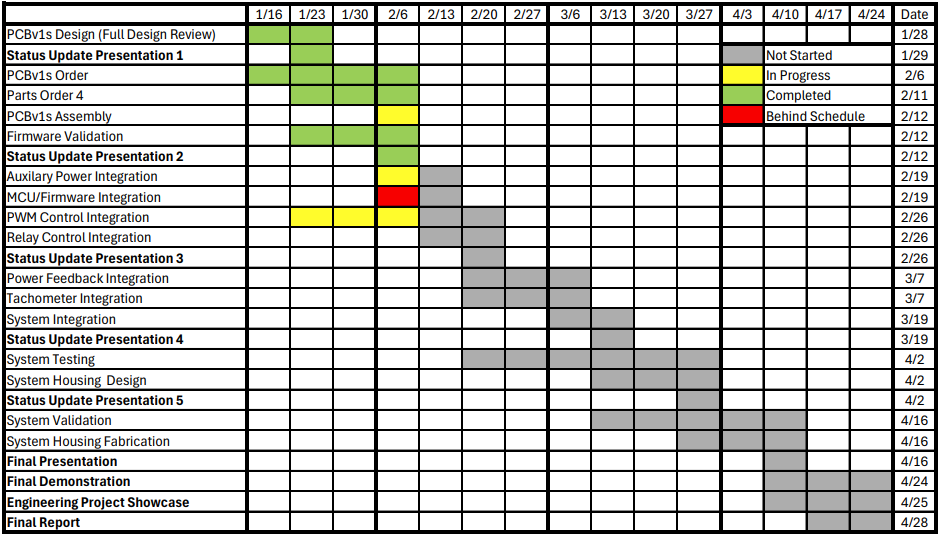 1/16 1/23 1/30 2/6 2/13 2/20 2/27 3/6 3/13 3/20 3/27 4/3 4/10 4/17 4/24 Date
PCBv1s Design (Full Design Review) 1/28
Status Update Presentation 1 Not Started 1/29
PCBv1s Order In Progress 2/6
Parts Order 4 Completed 2/11
PCBv1s Assembly Behind Schedule 2/12
Firmware Validation 2/12
Status Update Presentation 2 2/12
Auxilary Power Integration 2/19
MCU/Firmware Integration 2/19
PWM Control Integration 2/26
Relay Control Integration 2/26
Status Update Presentation 3 2/26
Power Feedback Integration 3/7
Tachometer Integration 3/7
System Integration 3/19
Status Update Presentation 4 3/19
System Testing 4/2
System Housing Design 4/2
Status Update Presentation 5 4/2
System Validation 4/16
System Housing Fabrication 4/16
Final Presentation 4/16
Final Demonstration 4/24
Engineering Project Showcase 4/25
Final Report 4/28